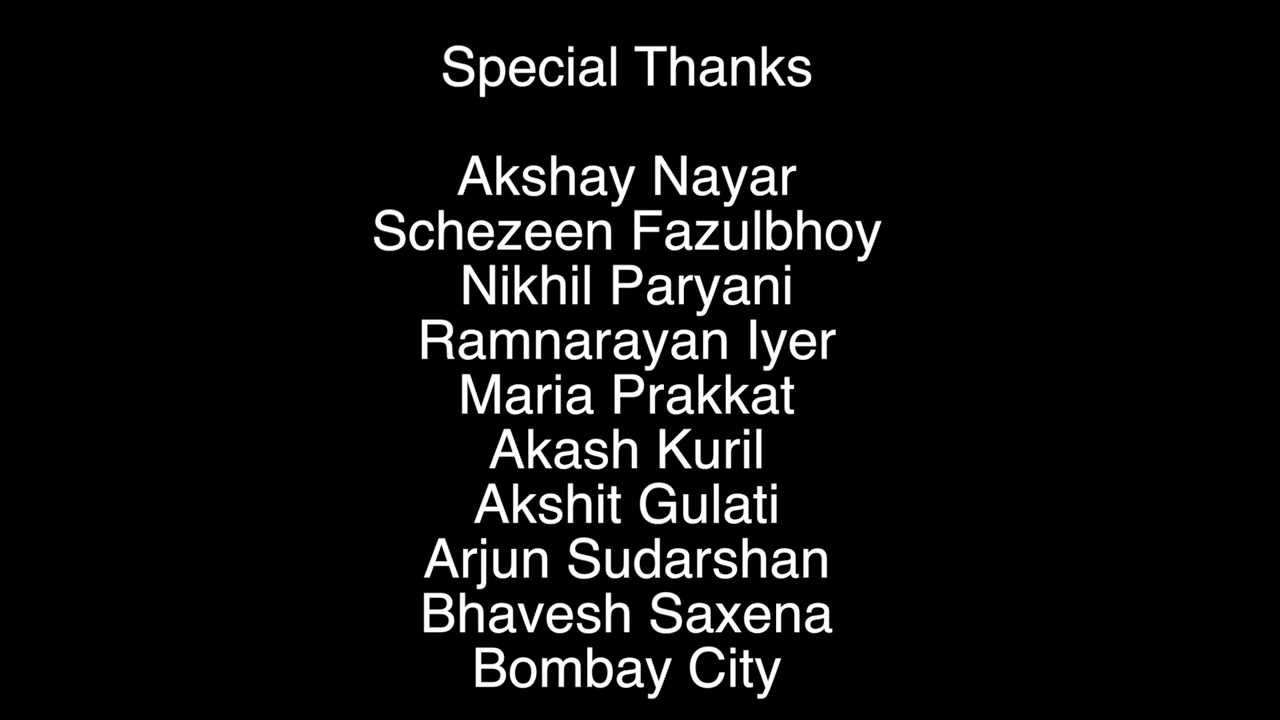 Special Thanks
Akshay Nayar
Schezeen Fazulbhoy
Nikhil Paryani
Ramnarayan Iyer
Maria Prakkat
Akash Kuril
Akshit Gulati
Arjun Sudarshan
Bhavesh Saxena
Bombay City